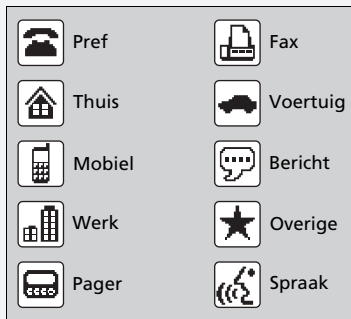 Pref
Fax
Thuis
Voertuig
Mobiel
Bericht
Werk
Overige
Pager
Spraak